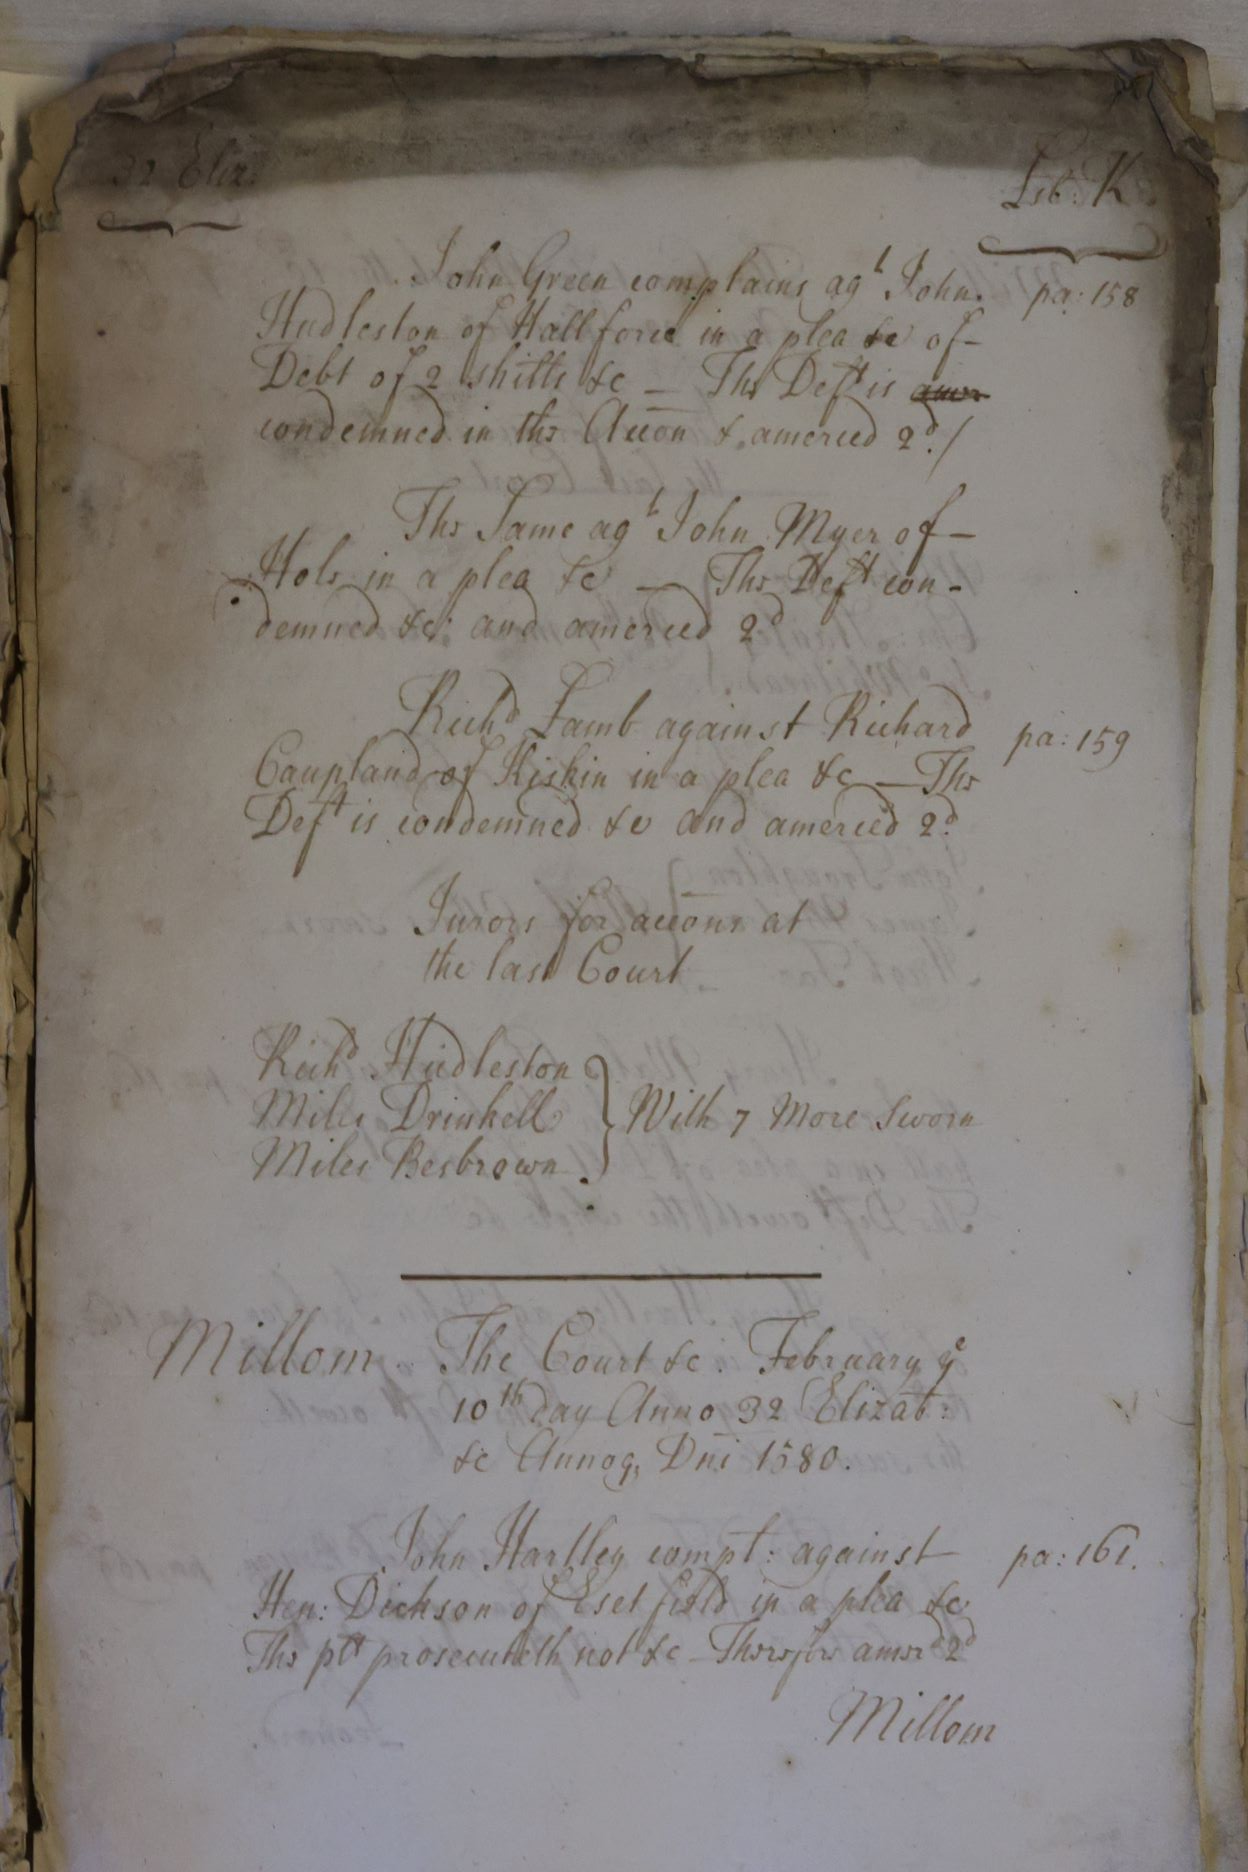 32 Eliz:
Lib: K
John Green complains agt John. pa: 158
Hudleston of Hallforce in a plea &c of-
Debt of 2 shills &c - The Deft is amer
condemned in the Accon & amerced 2d./
The Same agt John Myer of-
Hole in a plea &c - The Deft con-
demned &c: and amerced 2d
Richd Lamb against Richard pa: 159
Caupland of Kiskin in a plea &c - The
Deft is condemned &c and amerced 2d.
Jurors for accons at
the last Court
Richd Hudleston
Miles Drinkell } With 7 More Sworn
Miles Besbrown.
Millom. The Court &c. February ye
10th day Anno 32 Elizab:
&c Annoq, Dni 1580.
John Hartley compt: against- pa: 161.
Hen: Dickson of Eset field in a plea &c
The plt prosecuteth not &c - Therefore amerd 2d
Millom